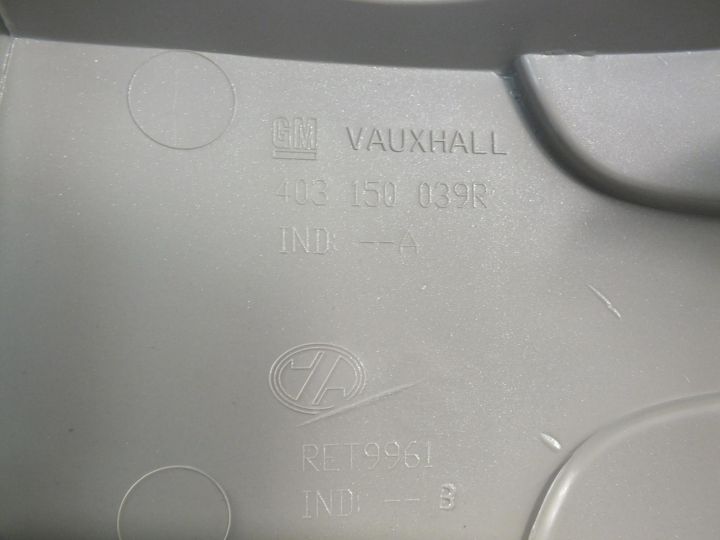 GM VAUXHALL
403 150 039R
IND: --A
RET9961
IND: -- B